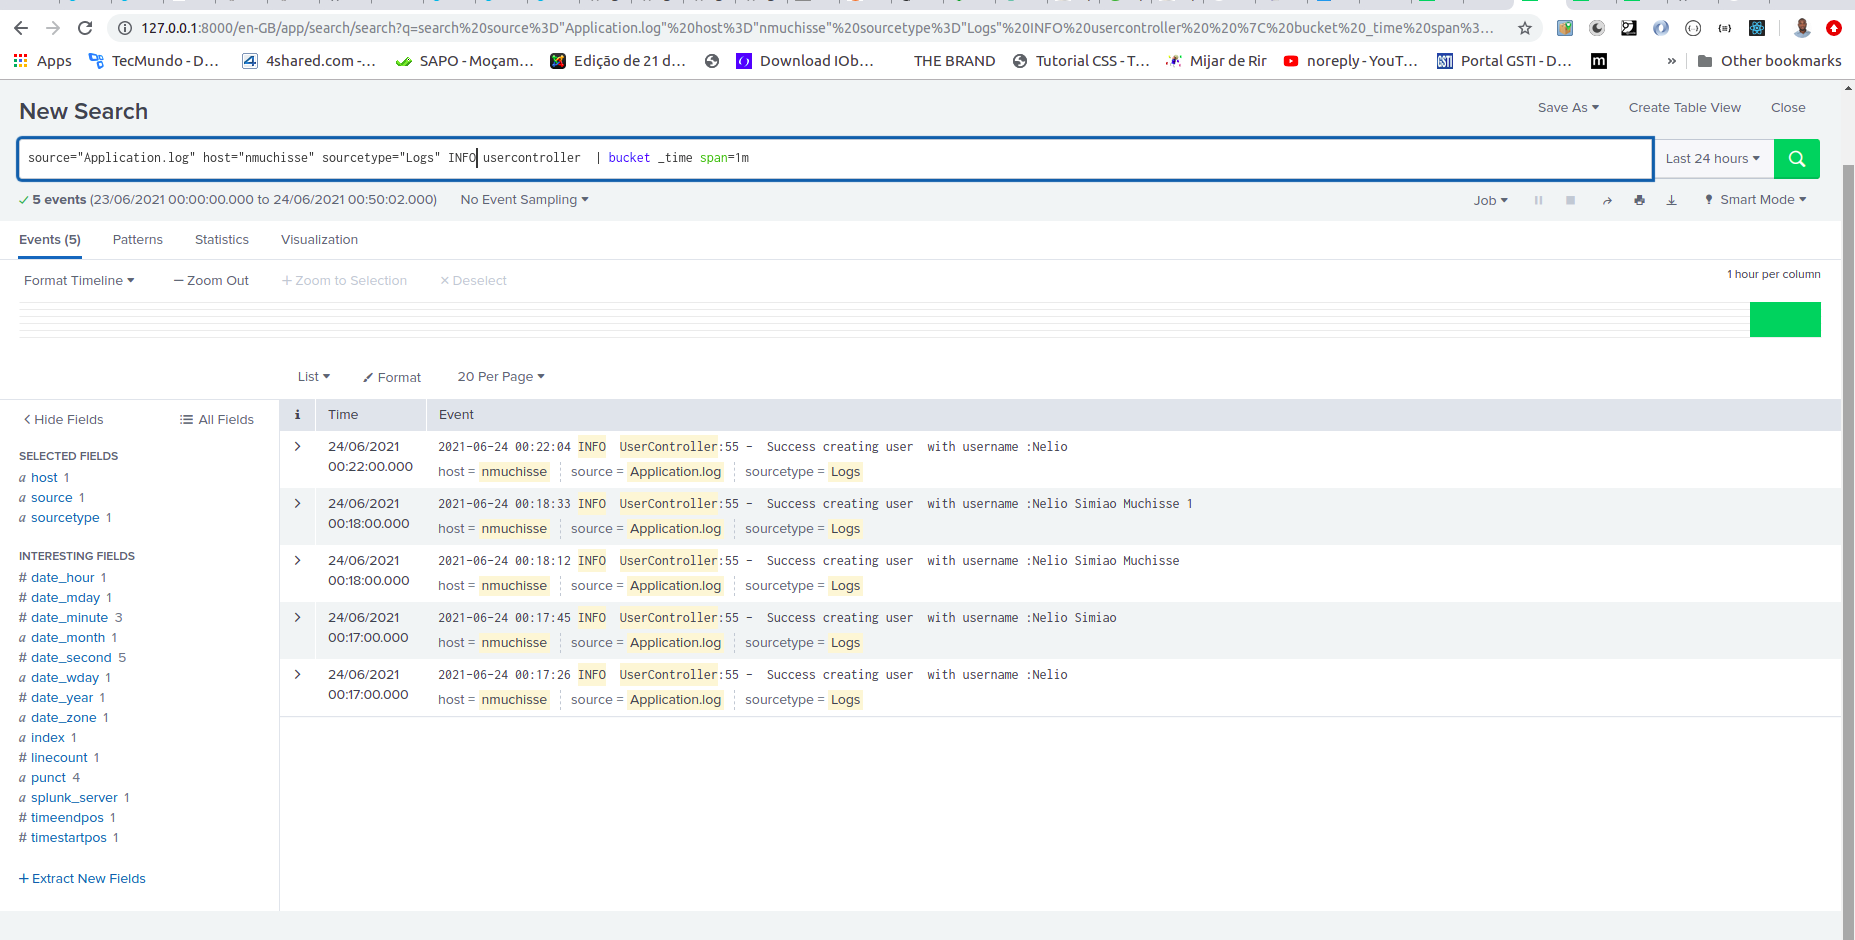 127.0.0.1:8000/en-GB/app/search/search?q=search%20source%3D"Application.log"%20host%3D"nmuchisse"%20sourcetype%3D"Logs"%20INFO%20usercontroller%20%20%7C%20bucket%20_time%20span%3...
Apps TecMundo - D... 4shared.com -... SAPO - Moçam... Edição de 21 d... Download IOb... THE BRAND Tutorial CSS - T... Mijar de Rir noreply - YouT... GSTI Portal GSTI - D... m » Other bookmarks
New Search
Save As Create Table View Close
source="Application.log" host="nmuchisse" sourcetype="Logs" INFO usercontroller | bucket _time span=1m
Last 24 hours
5 events (23/06/2021 00:00:00.000 to 24/06/2021 00:50:02.000) No Event Sampling
Job Smart Mode
Events (5) Patterns Statistics Visualization
Format Timeline — Zoom Out + Zoom to Selection × Deselect
1 hour per column
List Format 20 Per Page
< Hide Fields All Fields
i Time Event
SELECTED FIELDS
a host 1
a source 1
a sourcetype 1
INTERESTING FIELDS
# date_hour 1
# date_mday 1
# date_minute 3
a date_month 1
# date_second 5
a date_wday 1
# date_year 1
a date_zone 1
a index 1
# linecount 1
a punct 4
a splunk_server 1
# timeendpos 1
# timestartpos 1
+ Extract New Fields
> 24/06/2021 2021-06-24 00:22:04 INFO UserController:55 - Success creating user with username :Nelio
00:22:00.000 host = nmuchisse source = Application.log sourcetype = Logs
> 24/06/2021 2021-06-24 00:18:33 INFO UserController:55 - Success creating user with username :Nelio Simiao Muchisse 1
00:18:00.000 host = nmuchisse source = Application.log sourcetype = Logs
> 24/06/2021 2021-06-24 00:18:12 INFO UserController:55 - Success creating user with username :Nelio Simiao Muchisse
00:18:00.000 host = nmuchisse source = Application.log sourcetype = Logs
> 24/06/2021 2021-06-24 00:17:45 INFO UserController:55 - Success creating user with username :Nelio Simiao
00:17:00.000 host = nmuchisse source = Application.log sourcetype = Logs
> 24/06/2021 2021-06-24 00:17:26 INFO UserController:55 - Success creating user with username :Nelio
00:17:00.000 host = nmuchisse source = Application.log sourcetype = Logs